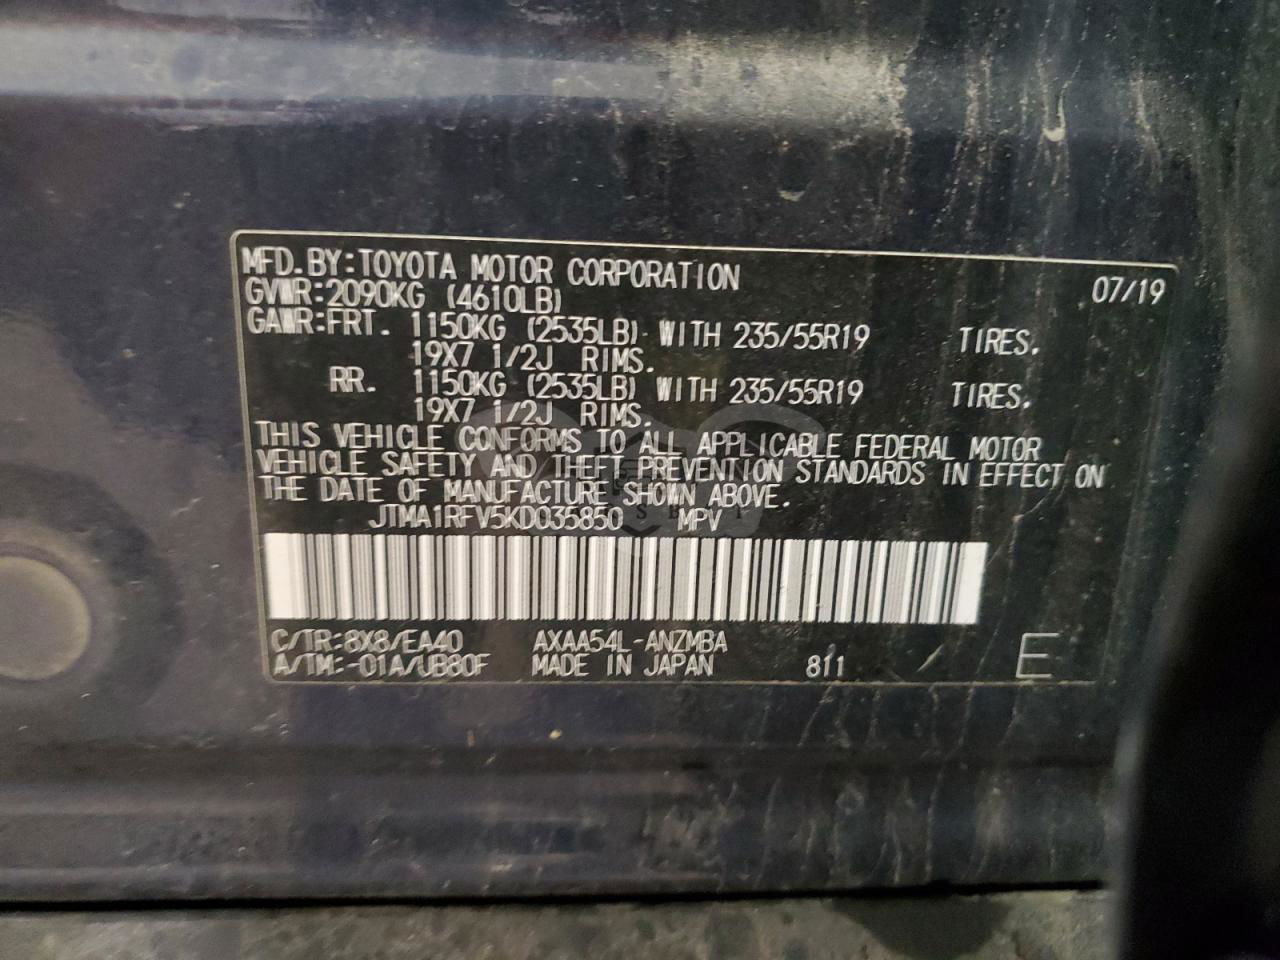 MFD. BY: TOYOTA MOTOR CORPORATION 07/19
GVWR: 2090KG (4610LB)
GAWR: FRT. 1150KG (2535LB) WITH 235/55R19 TIRES.
19X7 1/2J RIMS.
RR. 1150KG (2535LB) WITH 235/55R19 TIRES.
19X7 1/2J RIMS.
THIS VEHICLE CONFORMS TO ALL APPLICABLE FEDERAL MOTOR
VEHICLE SAFETY AND THEFT PREVENTION STANDARDS IN EFFECT ON
THE DATE OF MANUFACTURE SHOWN ABOVE.
JTMA1RFV5KD035850 MPV
C/TR: 8X8/EA40 AXAA54L-ANZMBA
A/TM: -01A/UB80F MADE IN JAPAN 811 / E